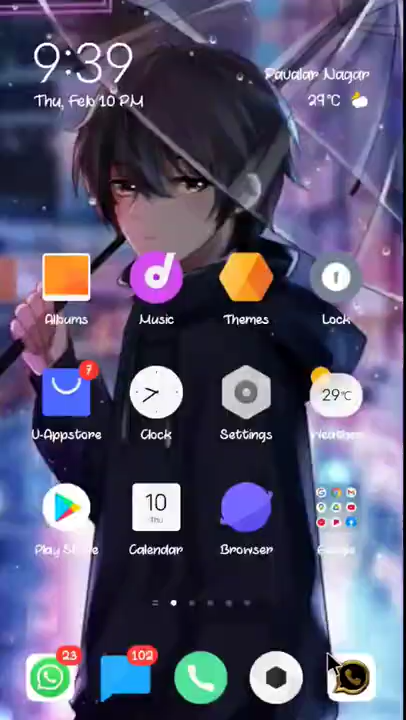 9:39
Pavalar Nagar
Thu, Feb 10 PM
29°C
Albums
Music
Themes
Lock
7
29°C
U-Appstore
Clock
Settings
Weather
10
Thu
Play Store
Calendar
Browser
Google
23
102